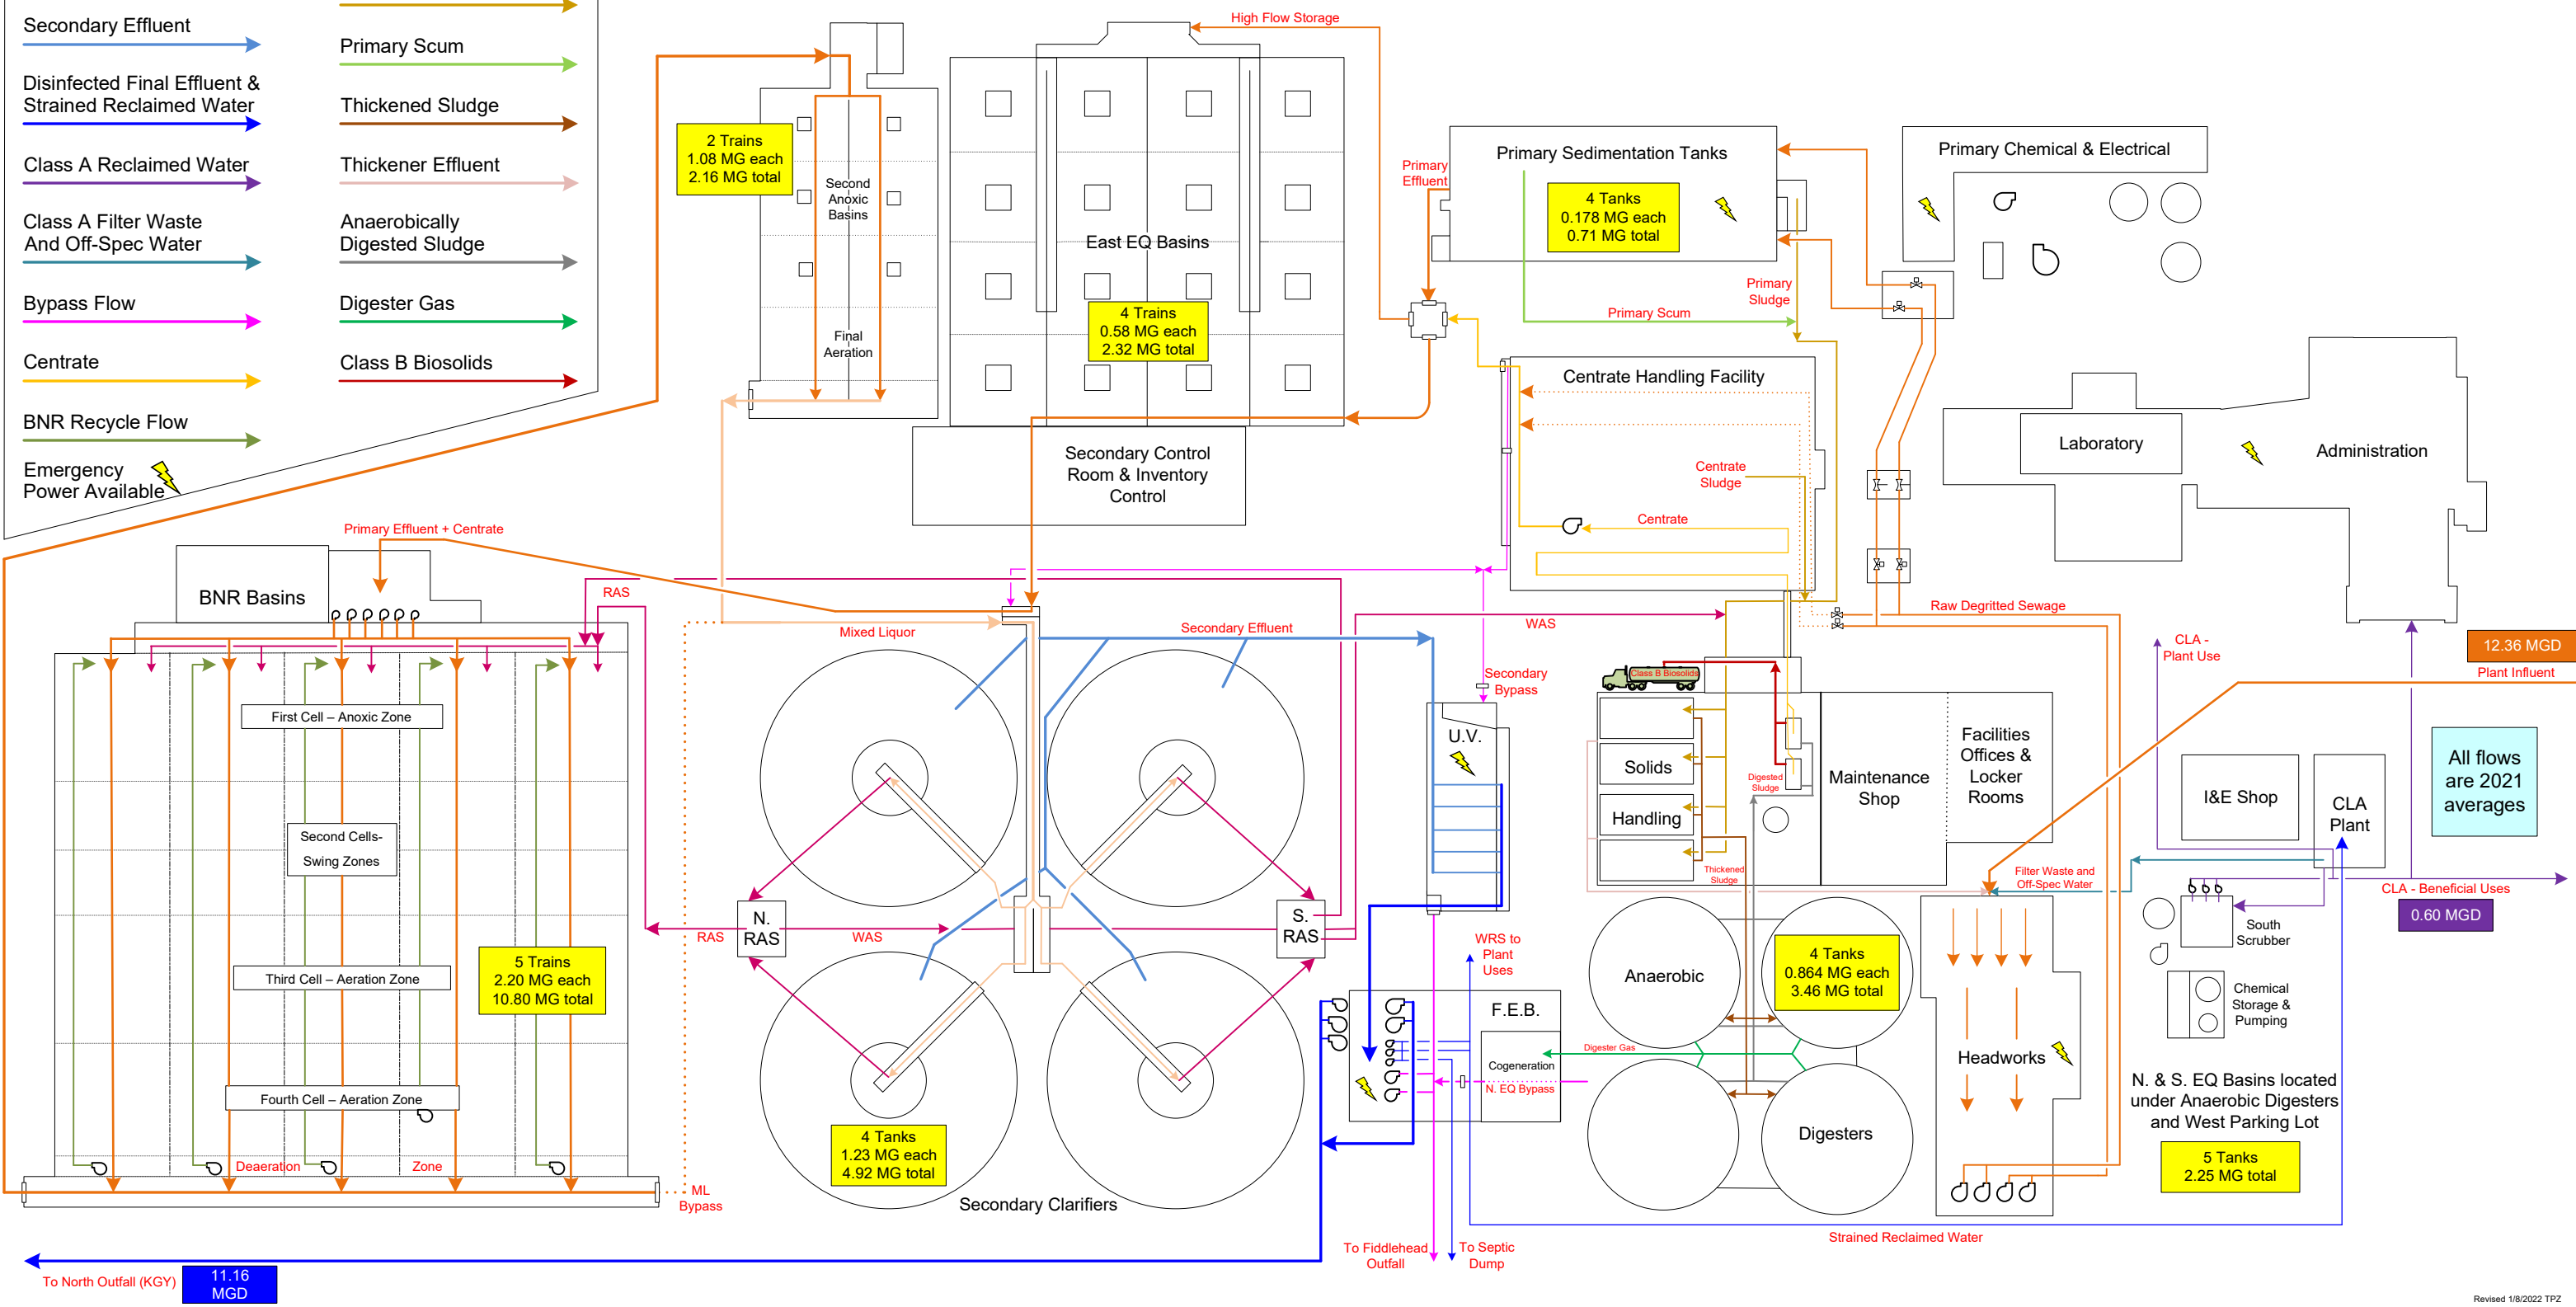 Secondary Effluent
Disinfected Final Effluent &
Strained Reclaimed Water
Class A Reclaimed Water
Class A Filter Waste
And Off-Spec Water
Bypass Flow
Centrate
BNR Recycle Flow
Emergency
Power Available
Primary Scum
Thickened Sludge
Thickener Effluent
Anaerobically
Digested Sludge
Digester Gas
Class B Biosolids
2 Trains
1.08 MG each
2.16 MG total
Second
Anoxic
Basins
Final
Aeration
High Flow Storage
East EQ Basins
4 Trains
0.58 MG each
2.32 MG total
Secondary Control
Room & Inventory
Control
Primary
Effluent
Primary Sedimentation Tanks
4 Tanks
0.178 MG each
0.71 MG total
Primary
Sludge
Primary Scum
Primary Chemical & Electrical
Centrate Handling Facility
Centrate
Sludge
Centrate
Laboratory
Administration
Primary Effluent + Centrate
BNR Basins
RAS
Mixed Liquor
Secondary Effluent
WAS
Raw Degritted Sewage
CLA -
Plant Use
12.36 MGD
Plant Influent
First Cell – Anoxic Zone
Second Cells-
Swing Zones
Third Cell – Aeration Zone
Fourth Cell – Aeration Zone
5 Trains
2.20 MG each
10.80 MG total
Deaeration
Zone
ML
Bypass
N.
RAS
RAS
WAS
S.
RAS
4 Tanks
1.23 MG each
4.92 MG total
Secondary Clarifiers
Secondary
Bypass
U.V.
WRS to
Plant
Uses
F.E.B.
Cogeneration
N. EQ Bypass
Digester Gas
To Fiddlehead
Outfall
To Septic
Dump
Class B Biosolids
Solids
Handling
Digested
Sludge
Thickened
Sludge
Maintenance
Shop
Facilities
Offices &
Locker
Rooms
Anaerobic
4 Tanks
0.864 MG each
3.46 MG total
Digesters
Filter Waste and
Off-Spec Water
Headworks
I&E Shop
CLA
Plant
All flows
are 2021
averages
CLA - Beneficial Uses
0.60 MGD
South
Scrubber
Chemical
Storage &
Pumping
N. & S. EQ Basins located
under Anaerobic Digesters
and West Parking Lot
5 Tanks
2.25 MG total
Strained Reclaimed Water
To North Outfall (KGY)
11.16
MGD
Revised 1/8/2022 TPZ